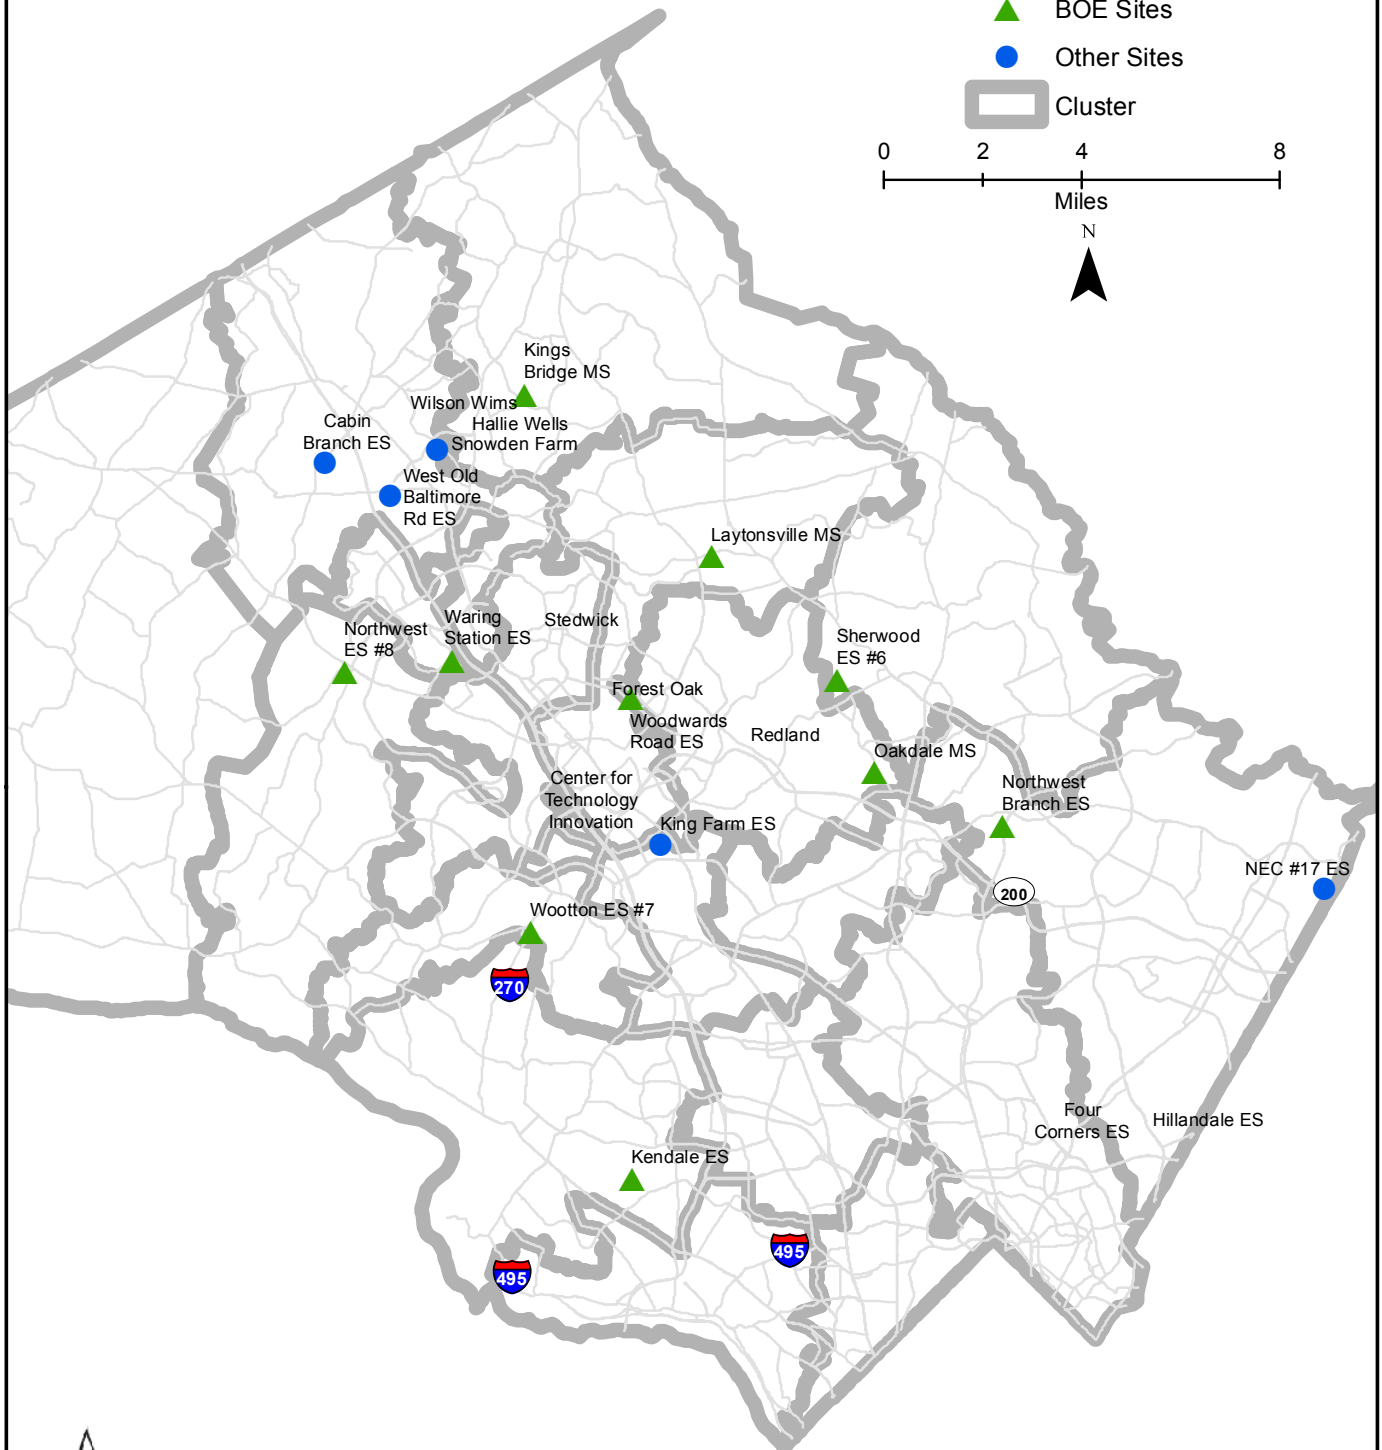 BOE Sites
Other Sites
Cluster
0 2 4 8
Miles
N
Kings
Bridge MS
Wilson Wims
Hallie Wells
Snowden Farm
Cabin
Branch ES
West Old
Baltimore
Rd ES
Laytonsville MS
Waring
Station ES
Stedwick
Northwest
ES #8
Sherwood
ES #6
Forest Oak
Woodwards
Road ES
Redland
Oakdale MS
Center for
Technology
Innovation
Northwest
Branch ES
King Farm ES
NEC #17 ES
200
Wootton ES #7
270
Four
Corners ES
Hillandale ES
Kendale ES
495
495